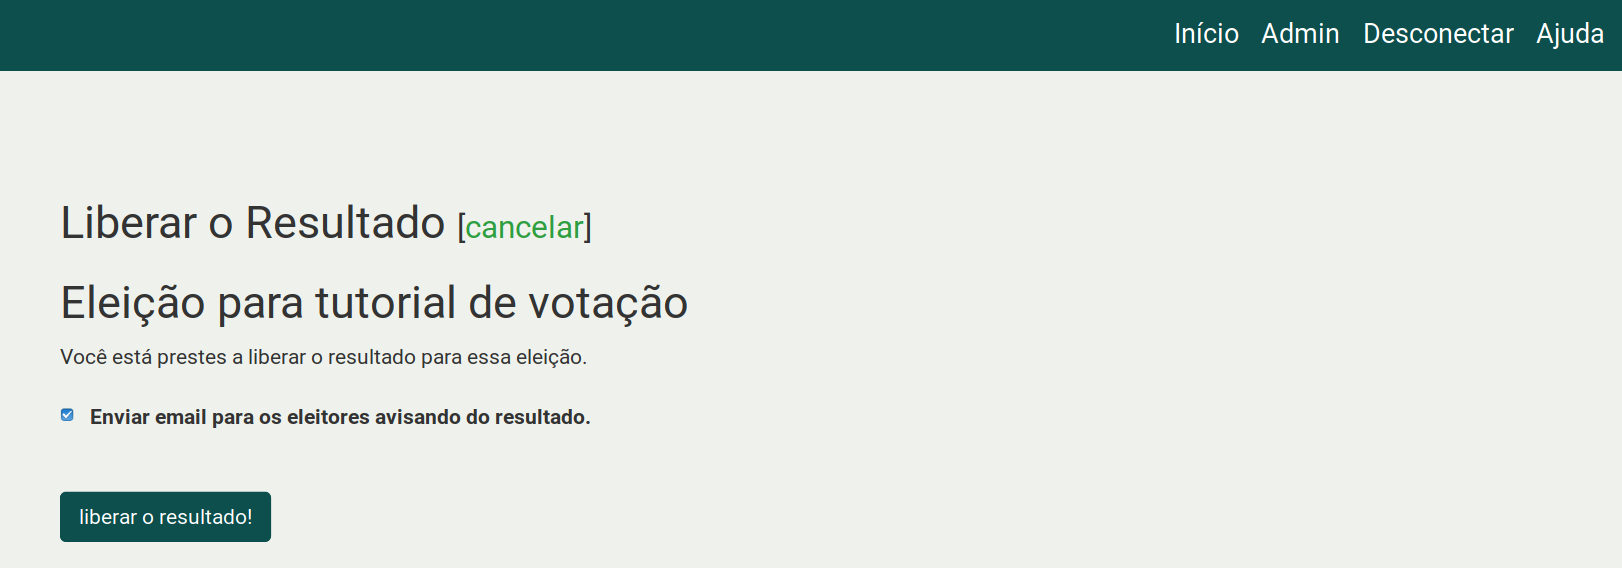 Início Admin Desconectar Ajuda
Liberar o Resultado [cancelar]
Eleição para tutorial de votação
Você está prestes a liberar o resultado para essa eleição.
Enviar email para os eleitores avisando do resultado.
liberar o resultado!